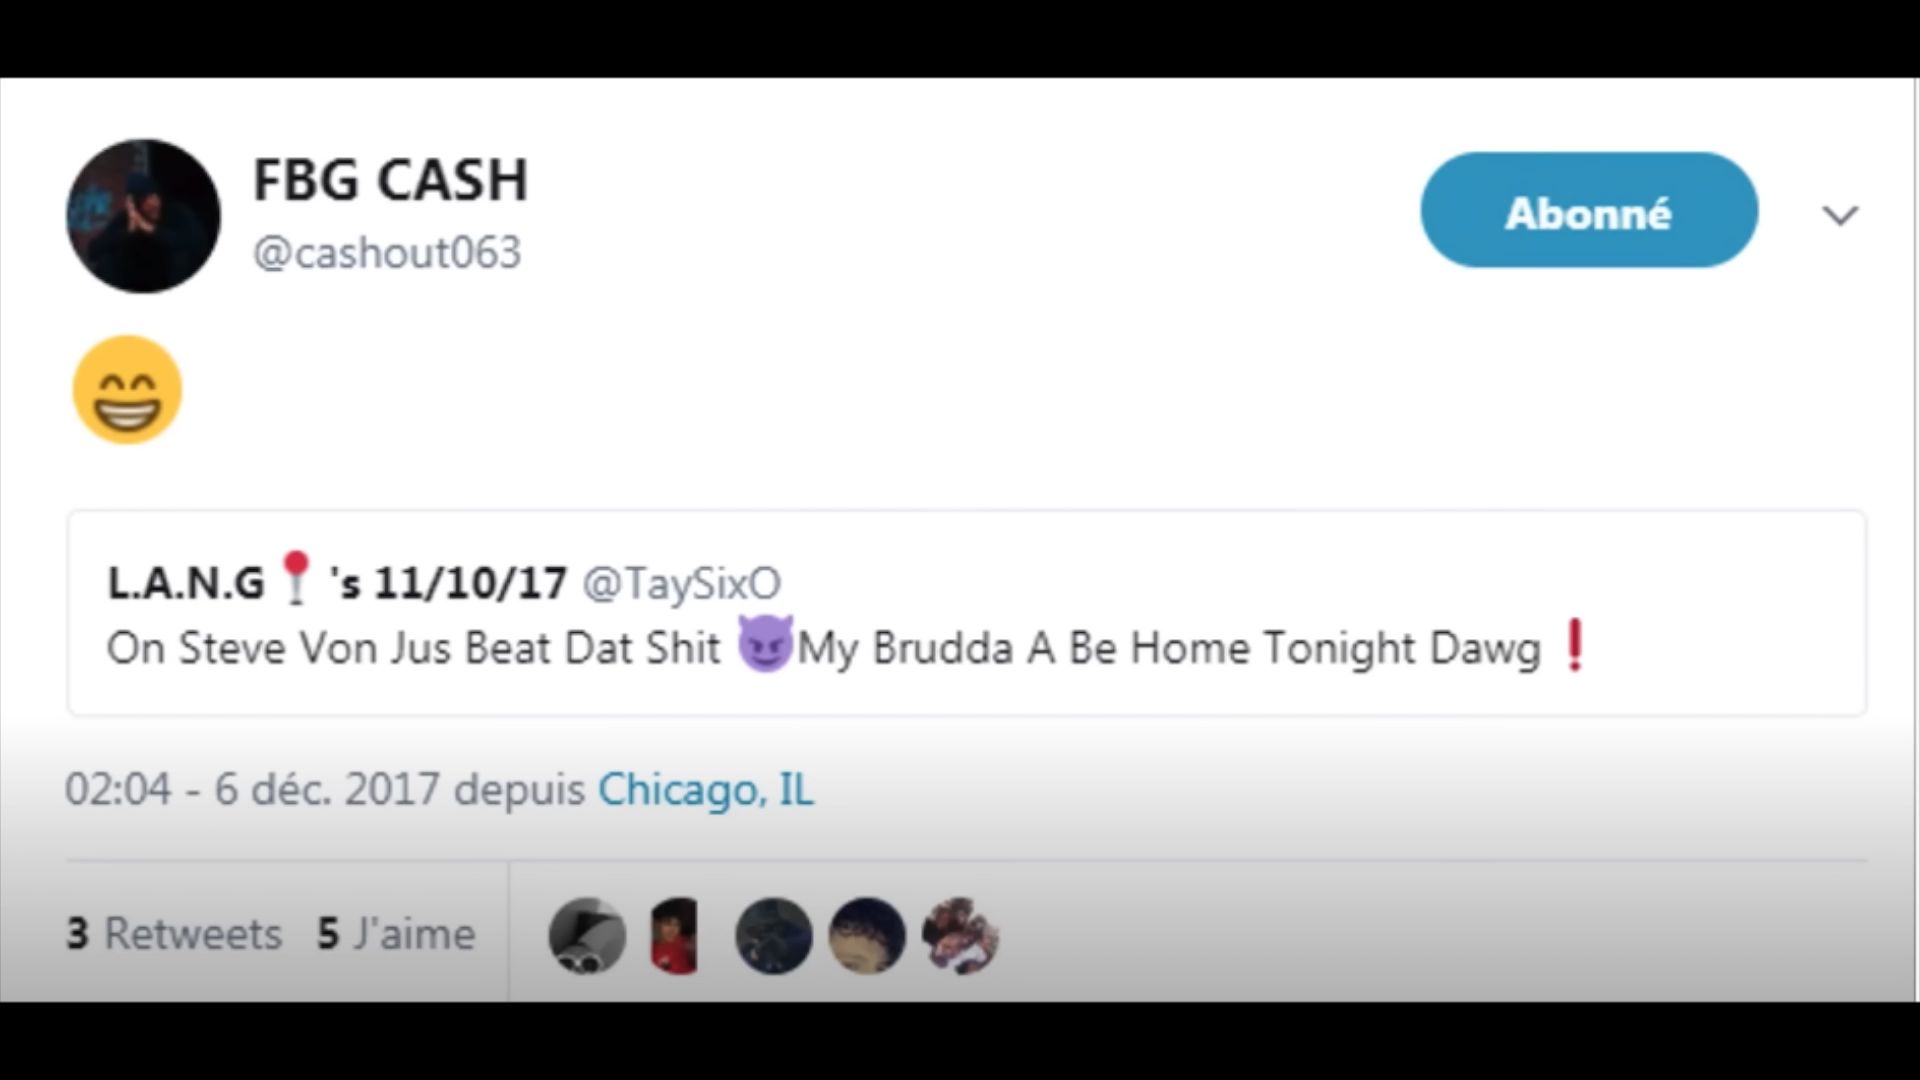 FBG CASH
@cashout063
Abonné
😁
L.A.N.G📍's 11/10/17 @TaySixO
On Steve Von Jus Beat Dat Shit 😈My Brudda A Be Home Tonight Dawg❗
02:04 - 6 déc. 2017 depuis Chicago, IL
3 Retweets 5 J'aime